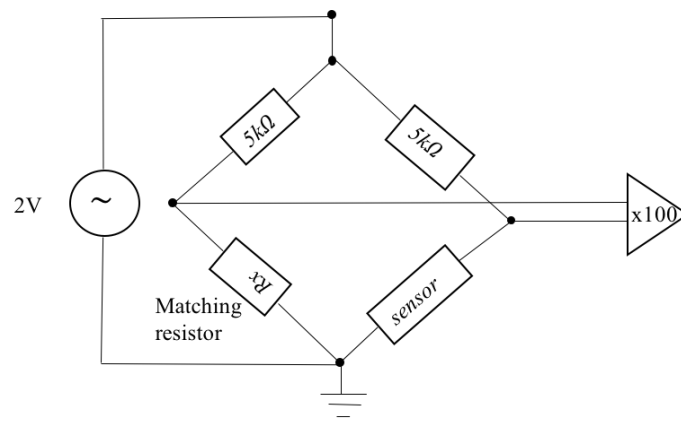 5kΩ
5kΩ
2V
~
x100
Rx
sensor
Matching
resistor